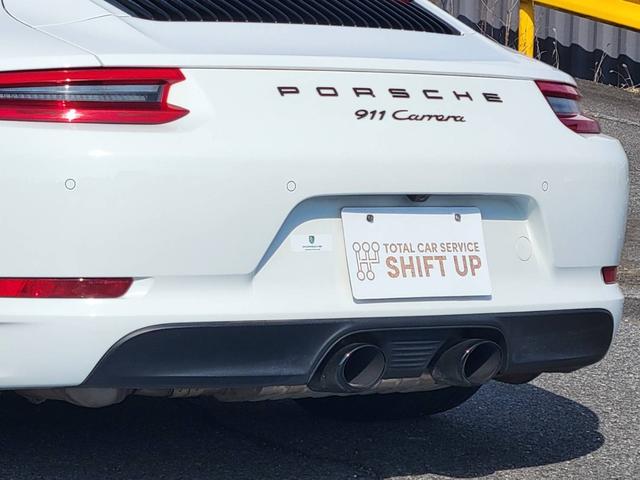 PORSCHE
911 Carrera
TOTAL CAR SERVICE
SHIFT UP